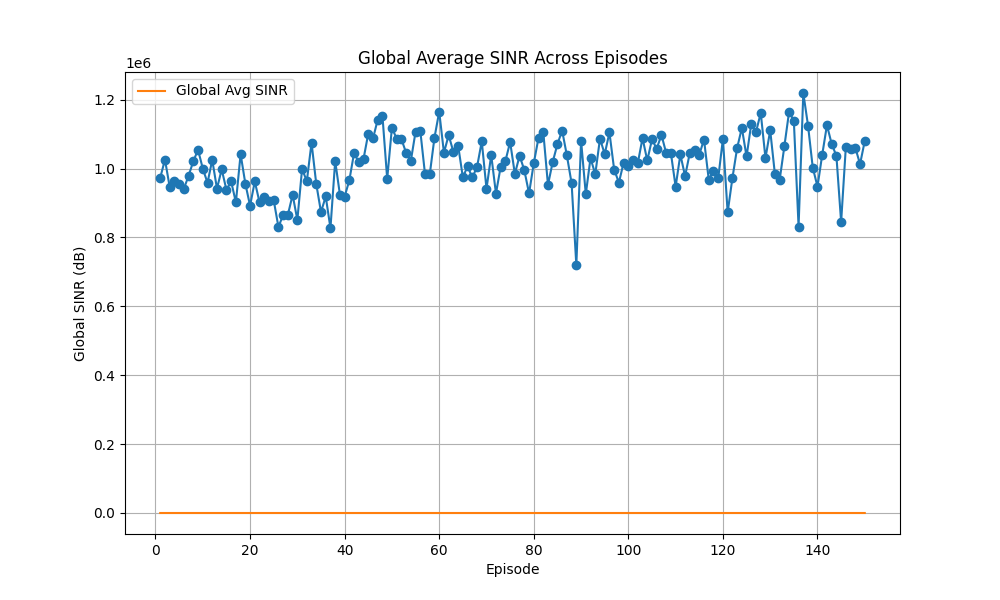 Global Average SINR Across Episodes
1e6
Global Avg SINR
1.2
1.0
0.8
0.6
0.4
0.2
0.0
Global SINR (dB)
0 20 40 60 80 100 120 140
Episode